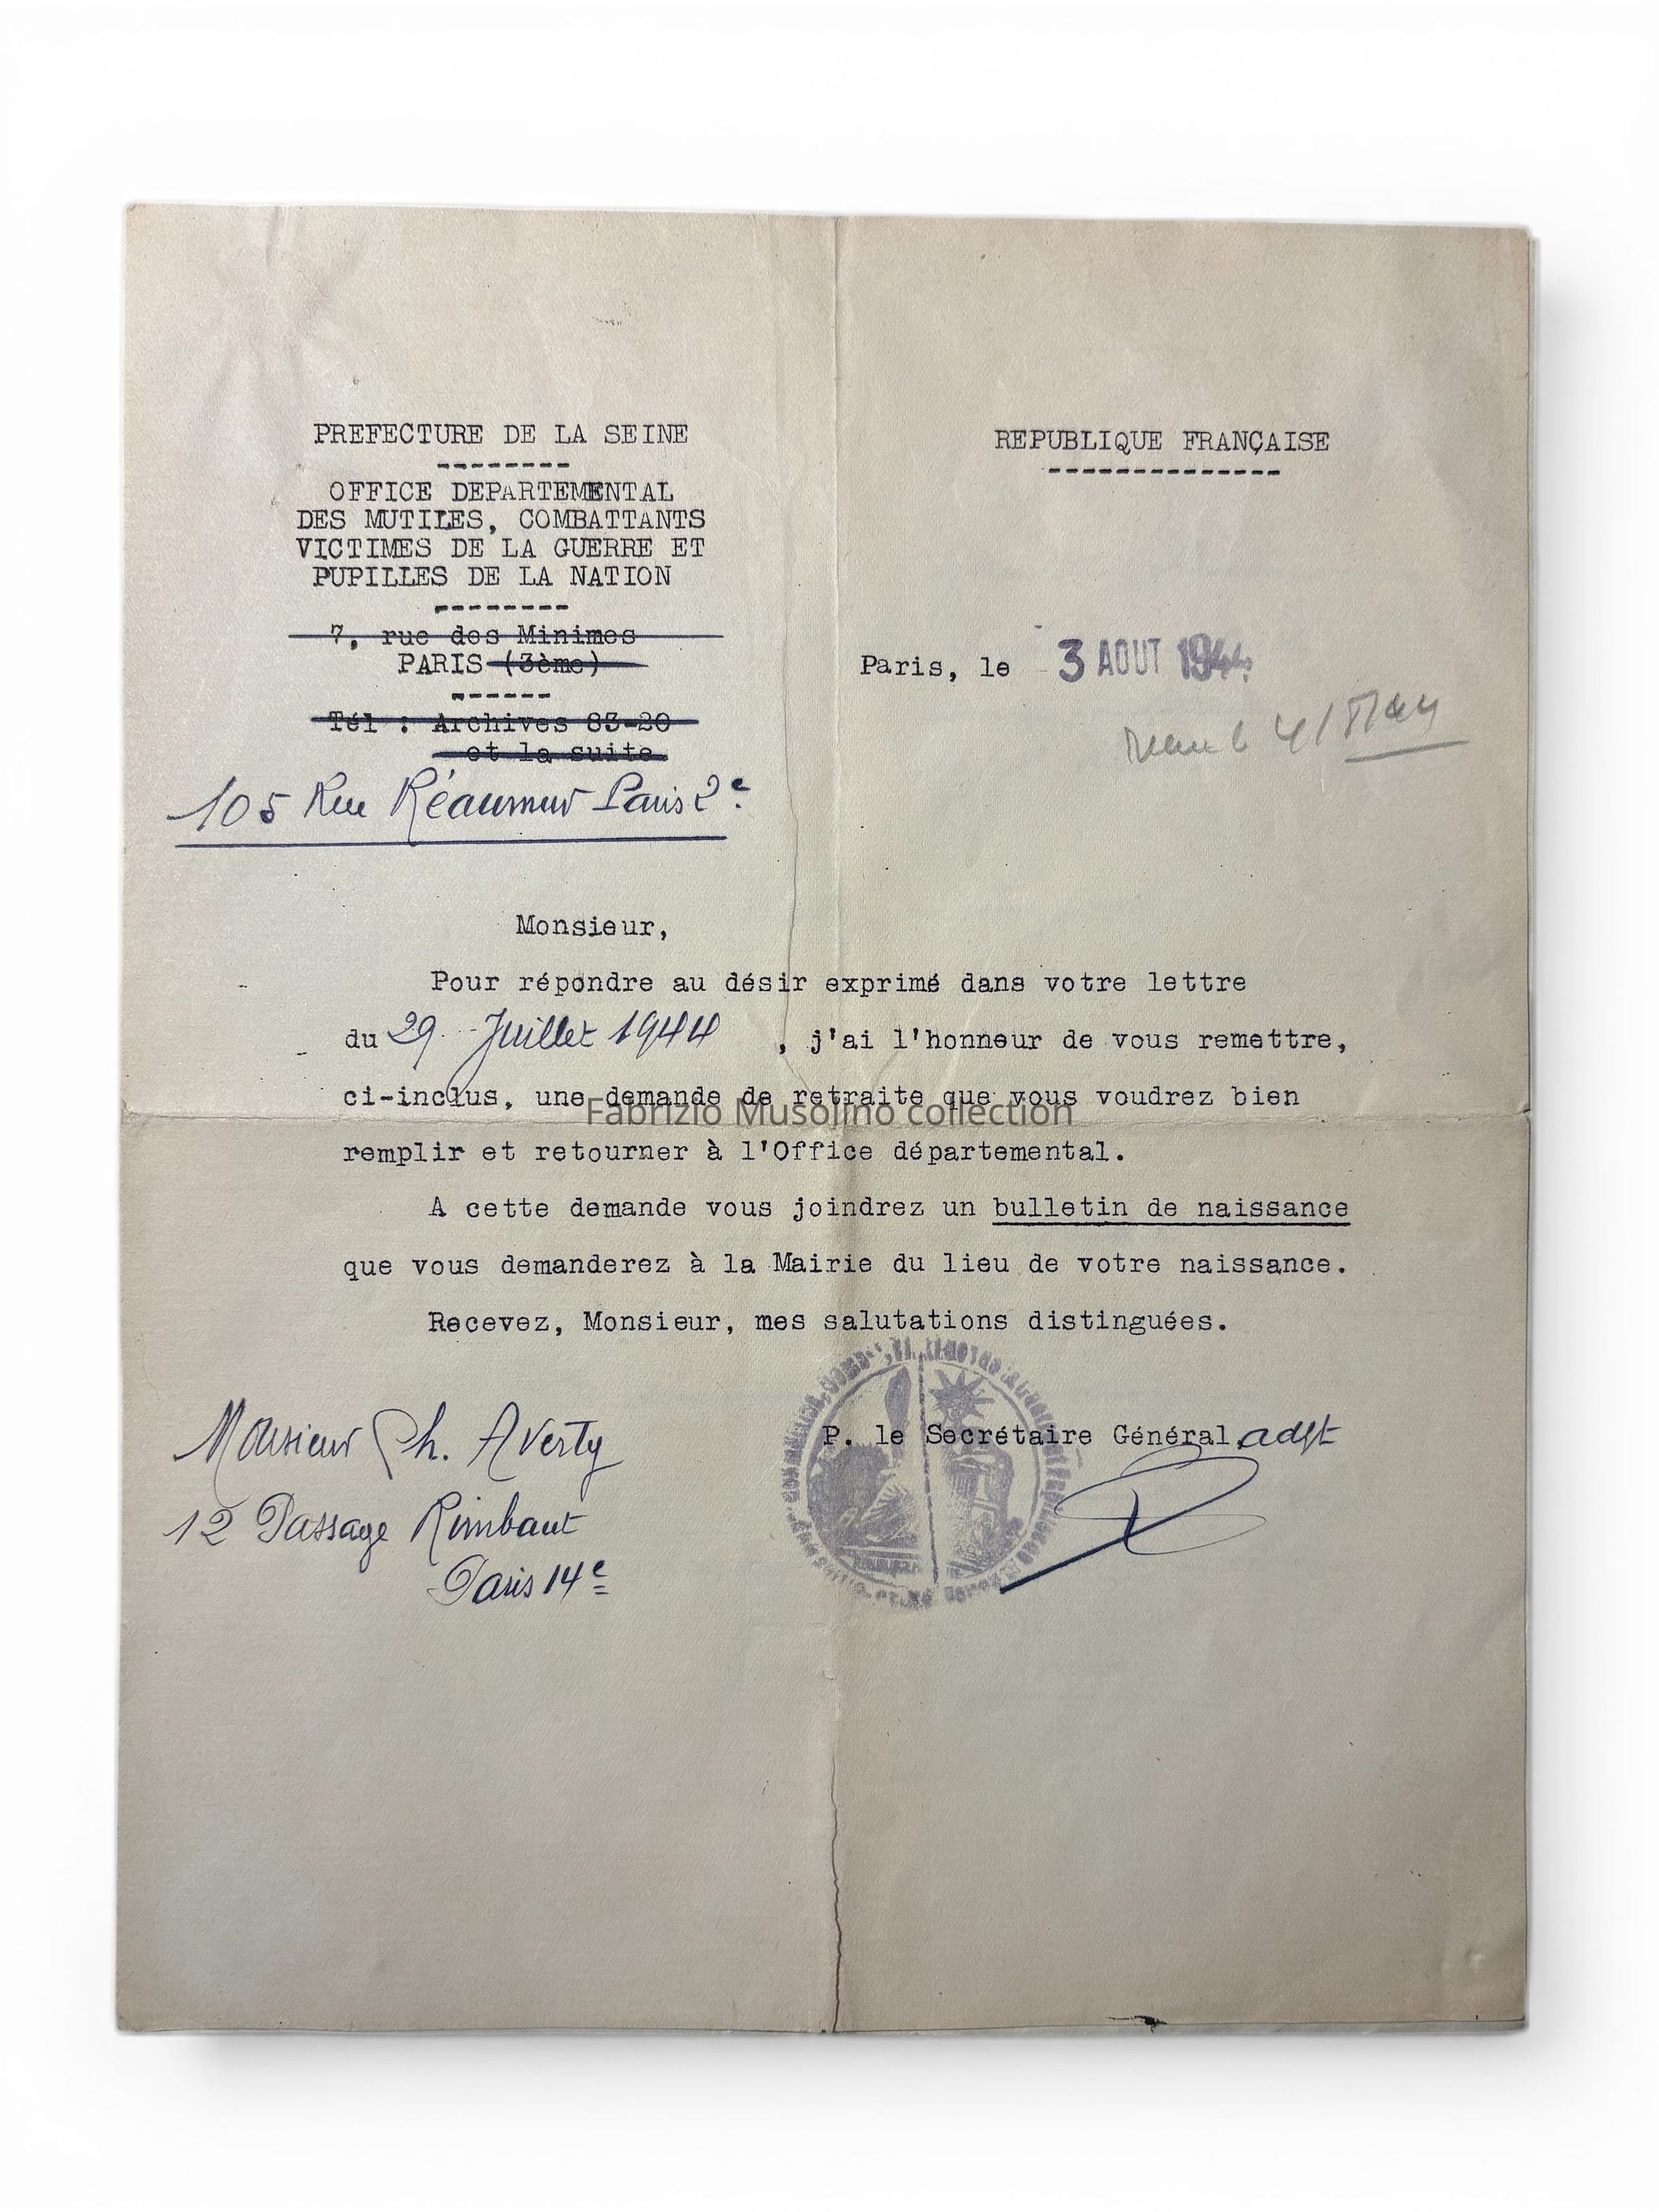 PREFECTURE DE LA SEINE
--------
OFFICE DEPARTEMENTAL
DES MUTILES, COMBATTANTS
VICTIMES DE LA GUERRE ET
PUPILLES DE LA NATION
--------
7, rue des Minimes
PARIS (3ème)
------
Tél : Archives 83-20
et la suite.
105 Rue Réaumur Paris 2e.
REPUBLIQUE FRANÇAISE
--------------
Paris, le 3 AOUT 1944
Monsieur,
Pour répondre au désir exprimé dans votre lettre
du 29 Juillet 1944 , j'ai l'honneur de vous remettre,
ci-inclus, une demande de retraite que vous voudrez bien
Fabrizio Musolino collection
remplir et retourner à l'Office départemental.
A cette demande vous joindrez un bulletin de naissance
que vous demanderez à la Mairie du lieu de votre naissance.
Recevez, Monsieur, mes salutations distinguées.
P. le Secrétaire Général adjt
Monsieur Ch. Averty
12 Passage Rimbaut
Paris 14e